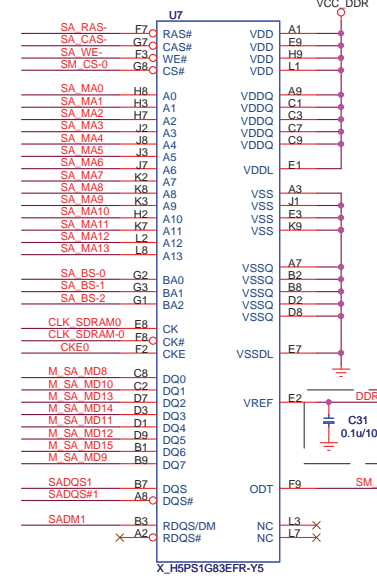 VCC_DDR
U7
SA_RAS- F7 RAS# VDD A1
SA_CAS- G7 CAS# VDD E9
SA_WE- F3 WE# VDD H9
SM_CS-0 G8 CS# VDD L1
SA_MA0 H8 A0 VDDQ A9
SA_MA1 H3 A1 VDDQ C1
SA_MA2 H7 A2 VDDQ C3
SA_MA3 J2 A3 VDDQ C7
SA_MA4 J8 A4 VDDQ C9
SA_MA5 J3 A5
SA_MA6 J7 A6 VDDL E1
SA_MA7 K2 A7
SA_MA8 K8 A8 VSS A3
SA_MA9 K3 A9 VSS J1
SA_MA10 H2 A10 VSS E3
SA_MA11 K7 A11 VSS K9
SA_MA12 L2 A12
SA_MA13 L8 A13
VSSQ A7
SA_BS-0 G2 BA0 VSSQ B2
SA_BS-1 G3 BA1 VSSQ B8
SA_BS-2 G1 BA2 VSSQ D2
VSSQ D8
CLK_SDRAM0 E8 CK
CLK_SDRAM-0 F8 CK#
CKE0 F2 CKE VSSDL E7
M_SA_MD8 C8 DQ0
M_SA_MD10 C2 DQ1
M_SA_MD13 D7 DQ2 VREF E2 DDR
M_SA_MD14 D3 DQ3
M_SA_MD11 D1 DQ4 C31
M_SA_MD12 D9 DQ5 0.1u/10
M_SA_MD15 B1 DQ6
M_SA_MD9 B9 DQ7
SADQS1 B7 DQS ODT F9 SM_
SADQS#1 A8 DQS#
SADM1 B3 RDQS/DM NC L3
A2 RDQS# NC L7
X_H5PS1G83EFR-Y5